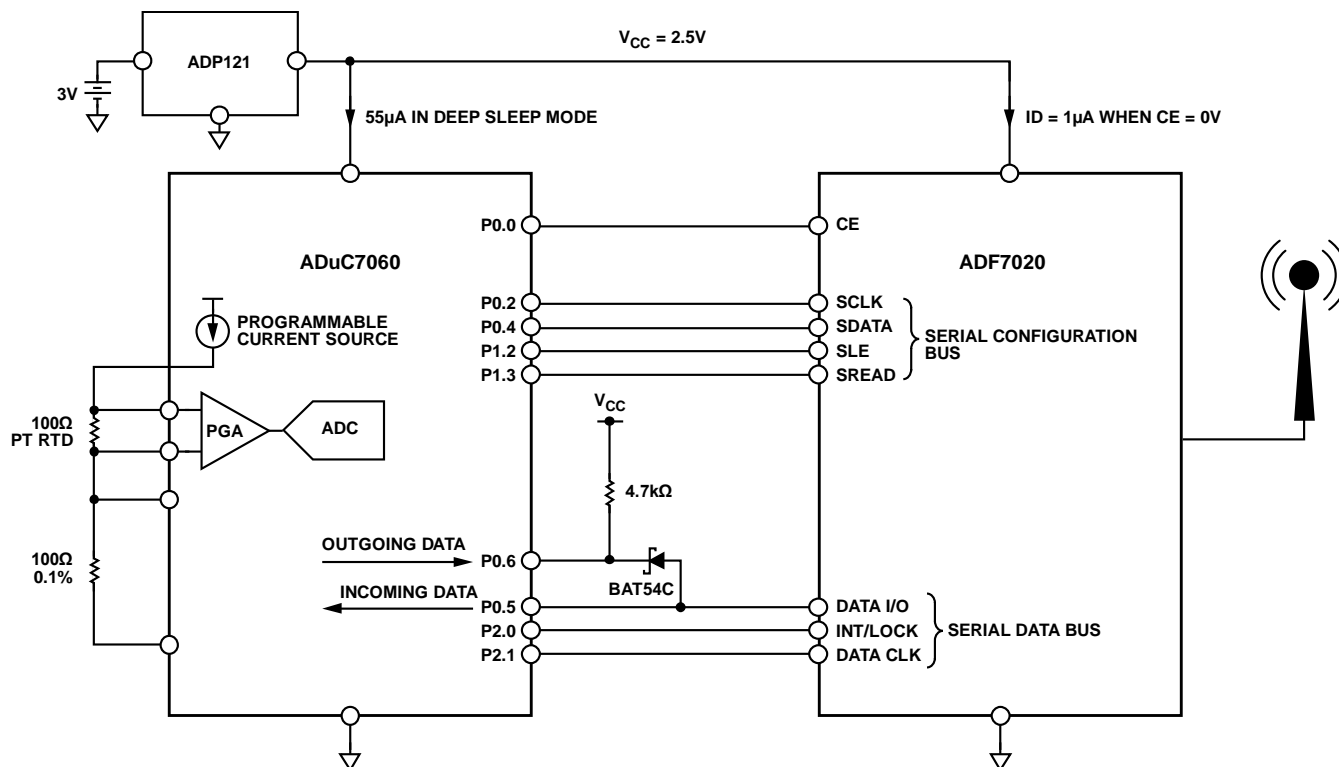 ADP121
V_CC = 2.5V
3V
55µA IN DEEP SLEEP MODE
ID = 1µA WHEN CE = 0V
ADuC7060
ADF7020
P0.0
CE
P0.2
SCLK
P0.4
SDATA
P1.2
SLE
P1.3
SREAD
SERIAL CONFIGURATION
BUS
PROGRAMMABLE
CURRENT SOURCE
100Ω
PT RTD
PGA
ADC
V_CC
4.7kΩ
100Ω
0.1%
OUTGOING DATA
P0.6
BAT54C
INCOMING DATA
P0.5
DATA I/O
P2.0
INT/LOCK
P2.1
DATA CLK
SERIAL DATA BUS